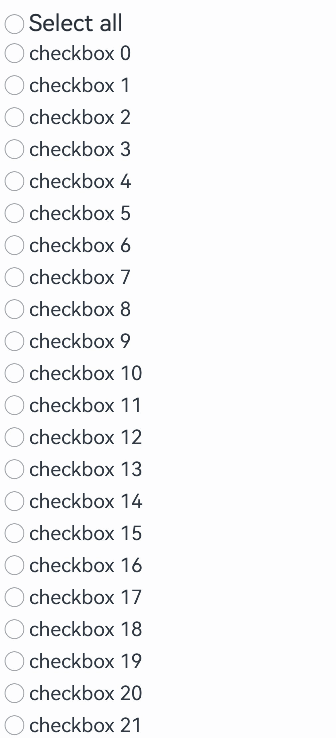 Select all
checkbox 0
checkbox 1
checkbox 2
checkbox 3
checkbox 4
checkbox 5
checkbox 6
checkbox 7
checkbox 8
checkbox 9
checkbox 10
checkbox 11
checkbox 12
checkbox 13
checkbox 14
checkbox 15
checkbox 16
checkbox 17
checkbox 18
checkbox 19
checkbox 20
checkbox 21